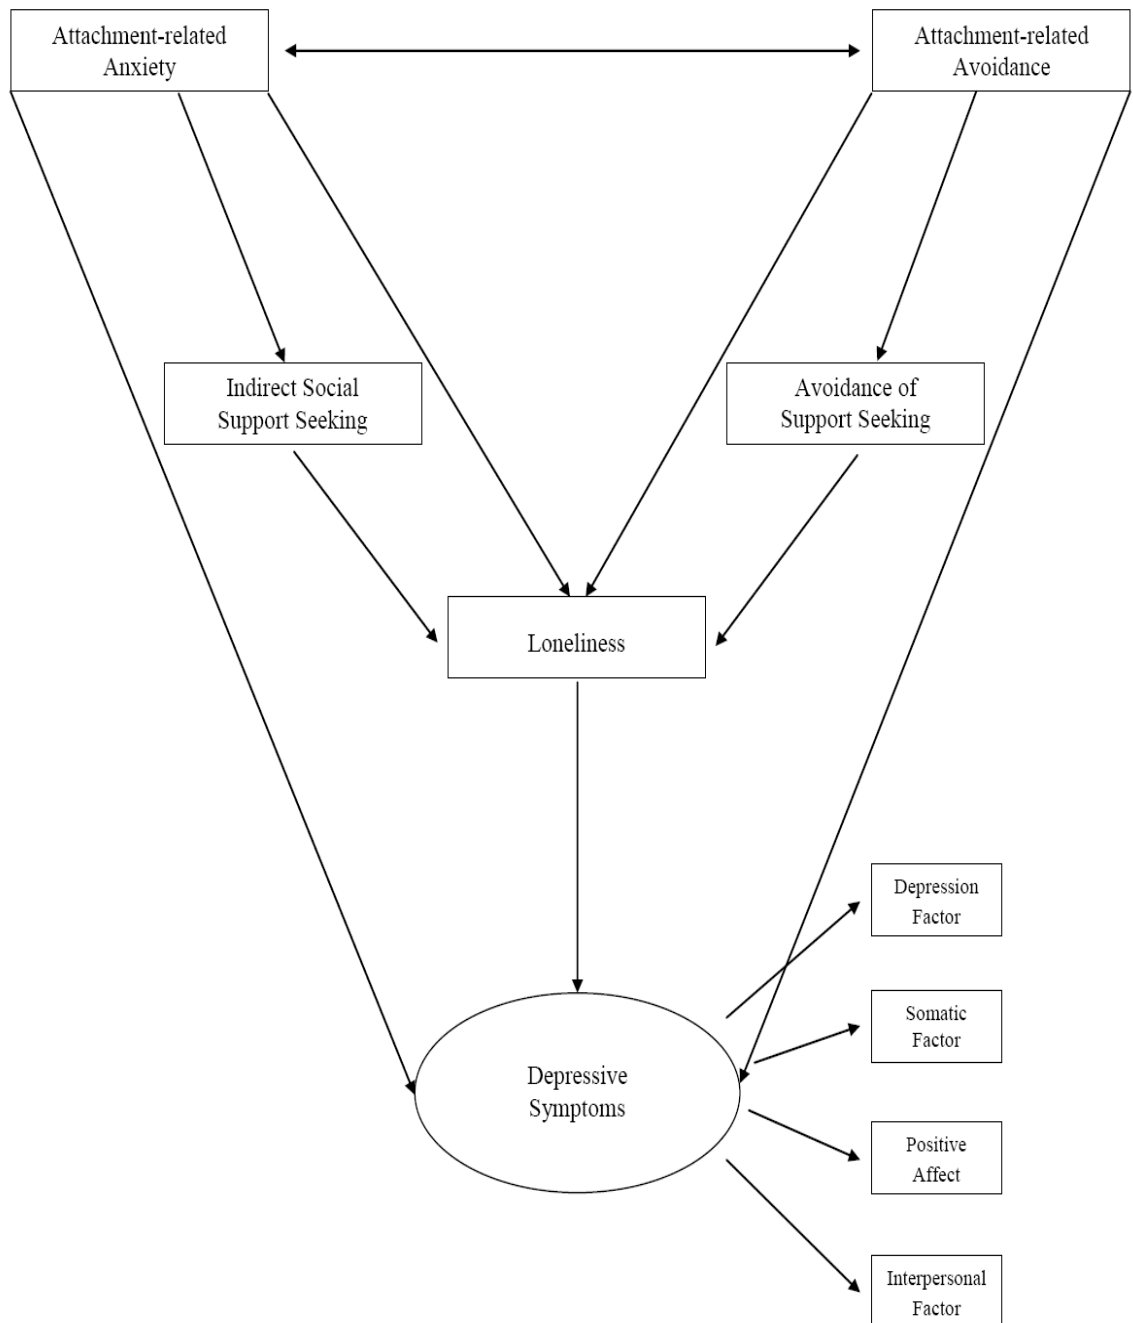 Attachment-related
Anxiety
Attachment-related
Avoidance
Indirect Social
Support Seeking
Avoidance of
Support Seeking
Loneliness
Depression
Factor
Somatic
Factor
Depressive
Symptoms
Positive
Affect
Interpersonal
Factor